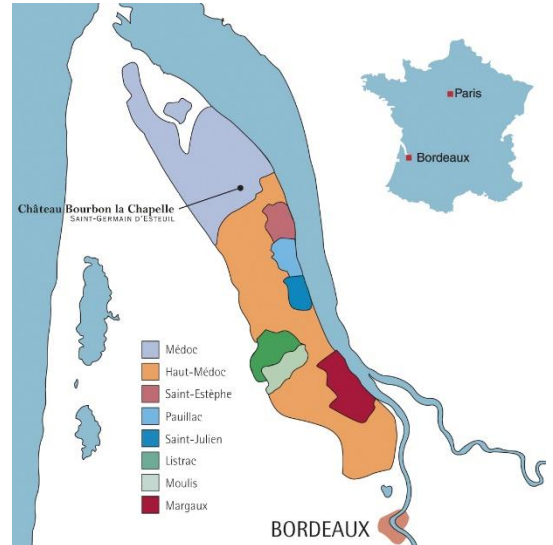 Paris
Bordeaux
Château Bourbon la Chapelle
SAINT-GERMAIN D'ESTEUIL
Médoc
Haut-Médoc
Saint-Estèphe
Pauillac
Saint-Julien
Listrac
Moulis
Margaux
BORDEAUX